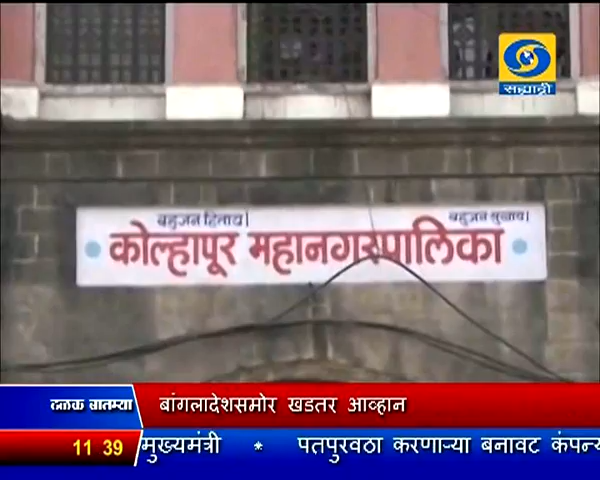 सह्याद्री
बहुजन हिताय। बहुजन सुखाय।
कोल्हापूर महानगरपालिका
ठळक बातम्या
बांगलादेशसमोर खडतर आव्हान
11 39
मुख्यमंत्री * पतपुरवठा करणाऱ्या बनावट कंपन्य